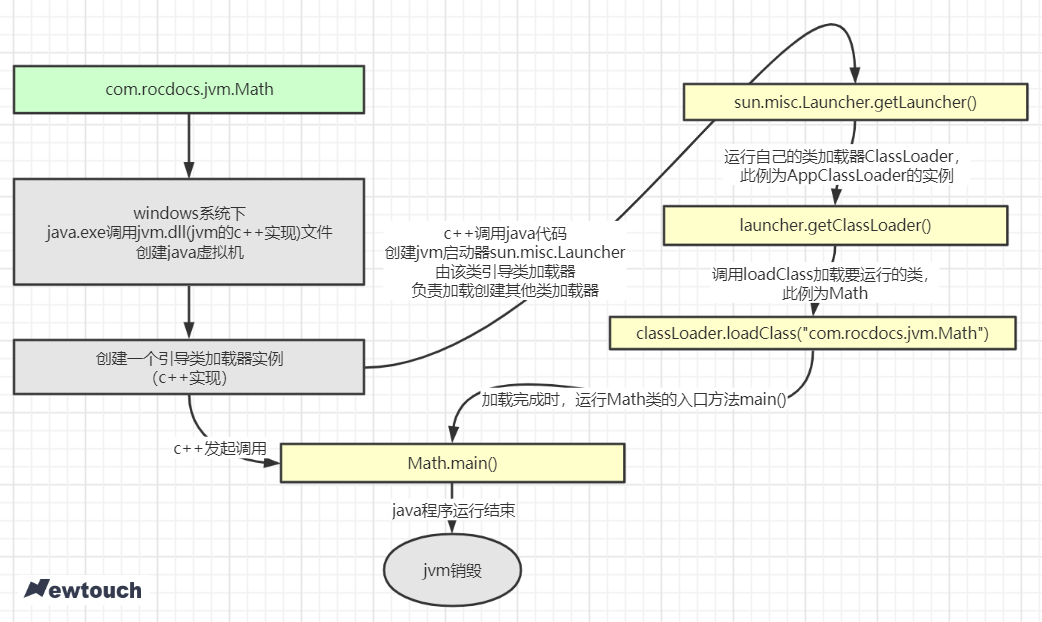 com.rocdocs.jvm.Math
windows系统下
java.exe调用jvm.dll(jvm的c++实现)文件
创建java虚拟机
创建一个引导类加载器实例
（c++实现）
c++发起调用
c++调用java代码
创建jvm启动器sun.misc.Launcher
由该类引导类加载器
负责加载创建其他类加载器
sun.misc.Launcher.getLauncher()
运行自己的类加载器ClassLoader，
此例为AppClassLoader的实例
launcher.getClassLoader()
调用loadClass加载要运行的类，
此例为Math
classLoader.loadClass("com.rocdocs.jvm.Math")
加载完成时，运行Math类的入口方法main()
Math.main()
java程序运行结束
jvm销毁
Newtouch